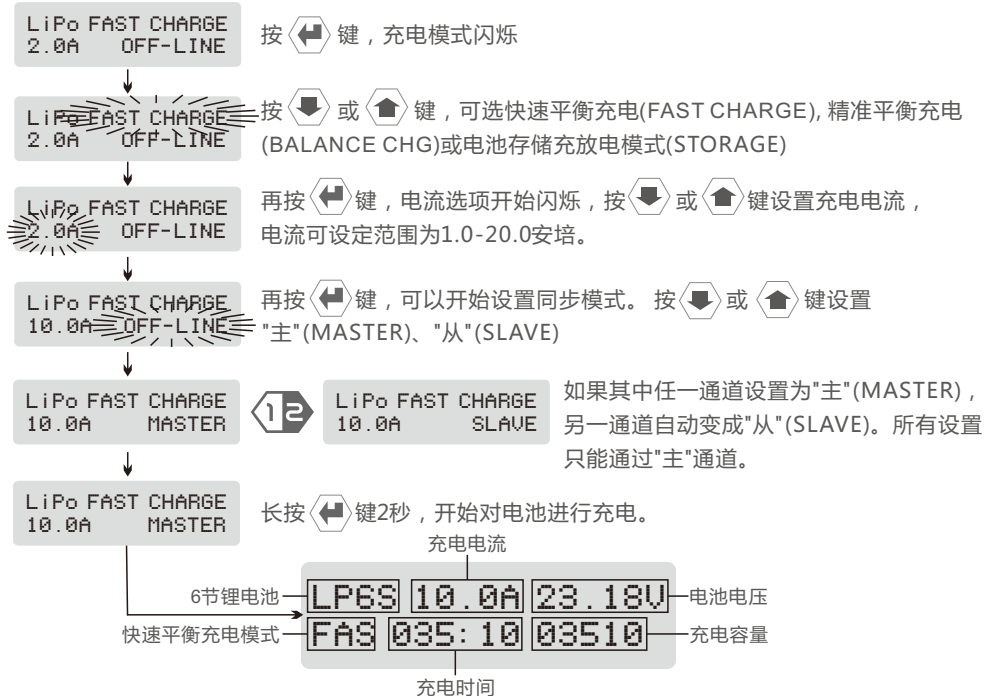 LiPo FAST CHARGE
2.0A OFF-LINE
按 键，充电模式闪烁
LiPo FAST CHARGE
2.0A OFF-LINE
按 或 键，可选快速平衡充电(FAST CHARGE), 精准平衡充电
(BALANCE CHG)或电池存储充放电模式(STORAGE)
LiPo FAST CHARGE
2.0A OFF-LINE
再按 键，电流选项开始闪烁，按 或 键设置充电电流，
电流可设定范围为1.0-20.0安培。
LiPo FAST CHARGE
10.0A OFF-LINE
再按 键，可以开始设置同步模式。 按 或 键设置
"主"(MASTER)、"从"(SLAVE)
LiPo FAST CHARGE
10.0A MASTER
12
LiPo FAST CHARGE
10.0A SLAVE
如果其中任一通道设置为"主"(MASTER)，
另一通道自动变成"从"(SLAVE)。所有设置
只能通过"主"通道。
LiPo FAST CHARGE
10.0A MASTER
长按 键2秒，开始对电池进行充电。
充电电流
6节锂电池 LP6S 10.0A 23.18V 电池电压
快速平衡充电模式 FAS 035:10 03510 充电容量
充电时间